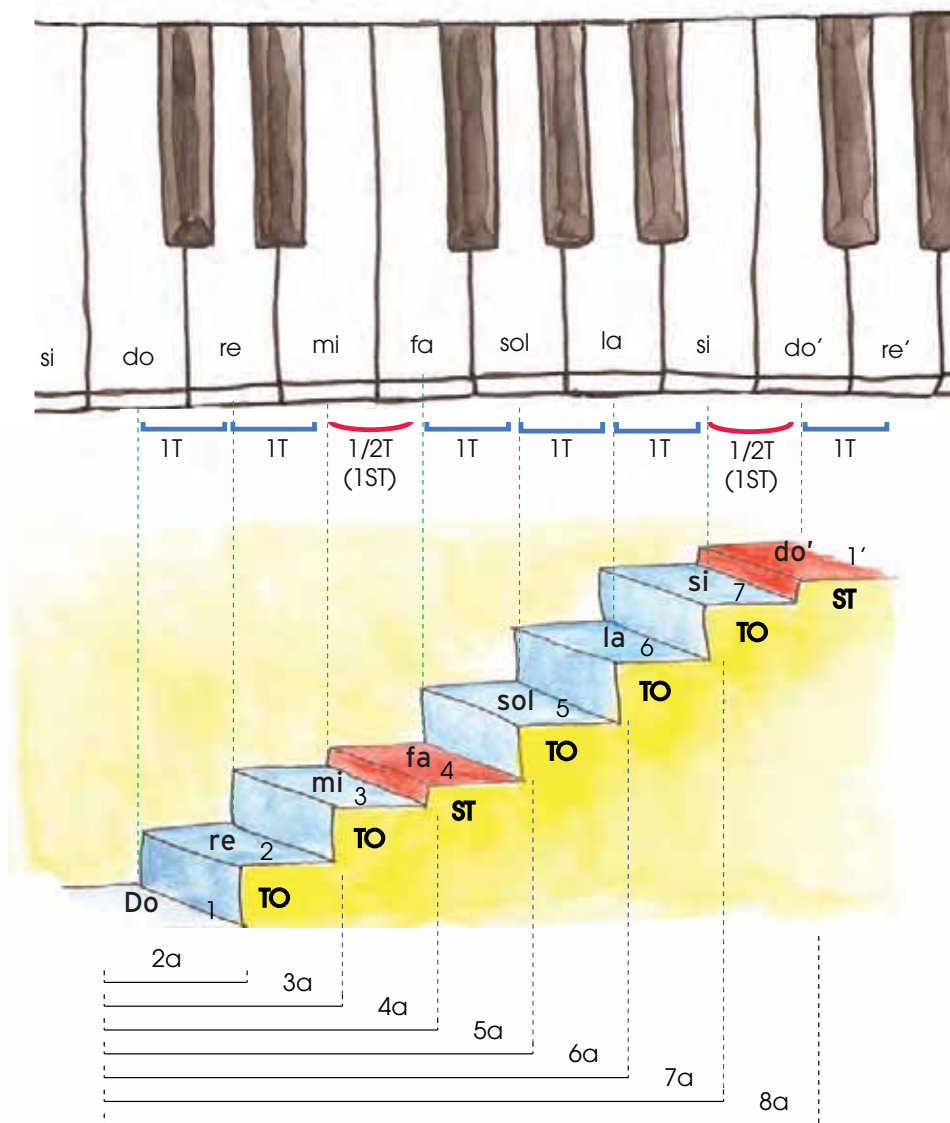 si do re mi fa sol la si do′ re′
1T 1T 1/2T 1T 1T 1T 1/2T 1T
(1ST) (1ST)
do′ 1′
si 7 ST
la 6 TO
sol 5 TO
fa 4 TO
mi 3 ST
re 2 TO
Do 1 TO
2a
3a
4a
5a
6a
7a
8a